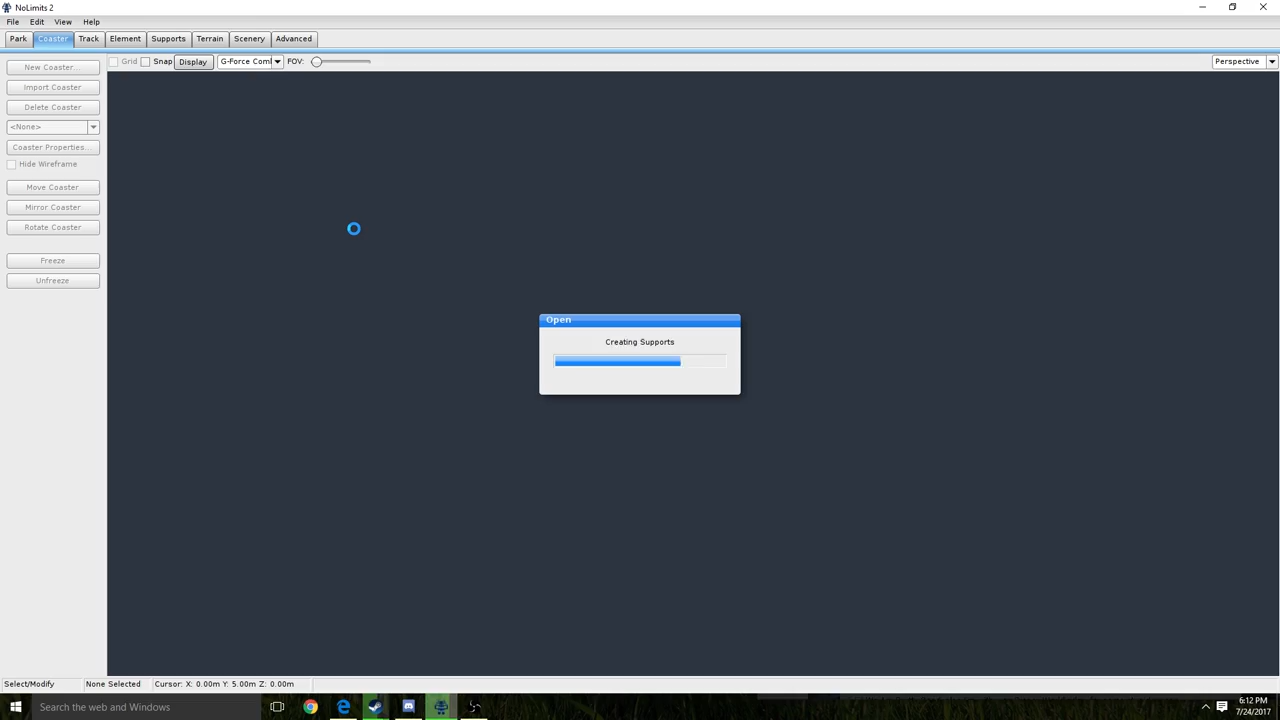 NoLimits 2
File Edit View Help
Park Coaster Track Element Supports Terrain Scenery Advanced
Grid Snap Display G-Force Com FOV: Perspective
New Coaster...
Import Coaster
Delete Coaster
<None>
Coaster Properties...
Hide Wireframe
Move Coaster
Mirror Coaster
Rotate Coaster
Freeze
Unfreeze
Open
Creating Supports
Select/Modify None Selected Cursor: X: 0.00m Y: 5.00m Z: 0.00m
Search the web and Windows
6:12 PM
7/24/2017